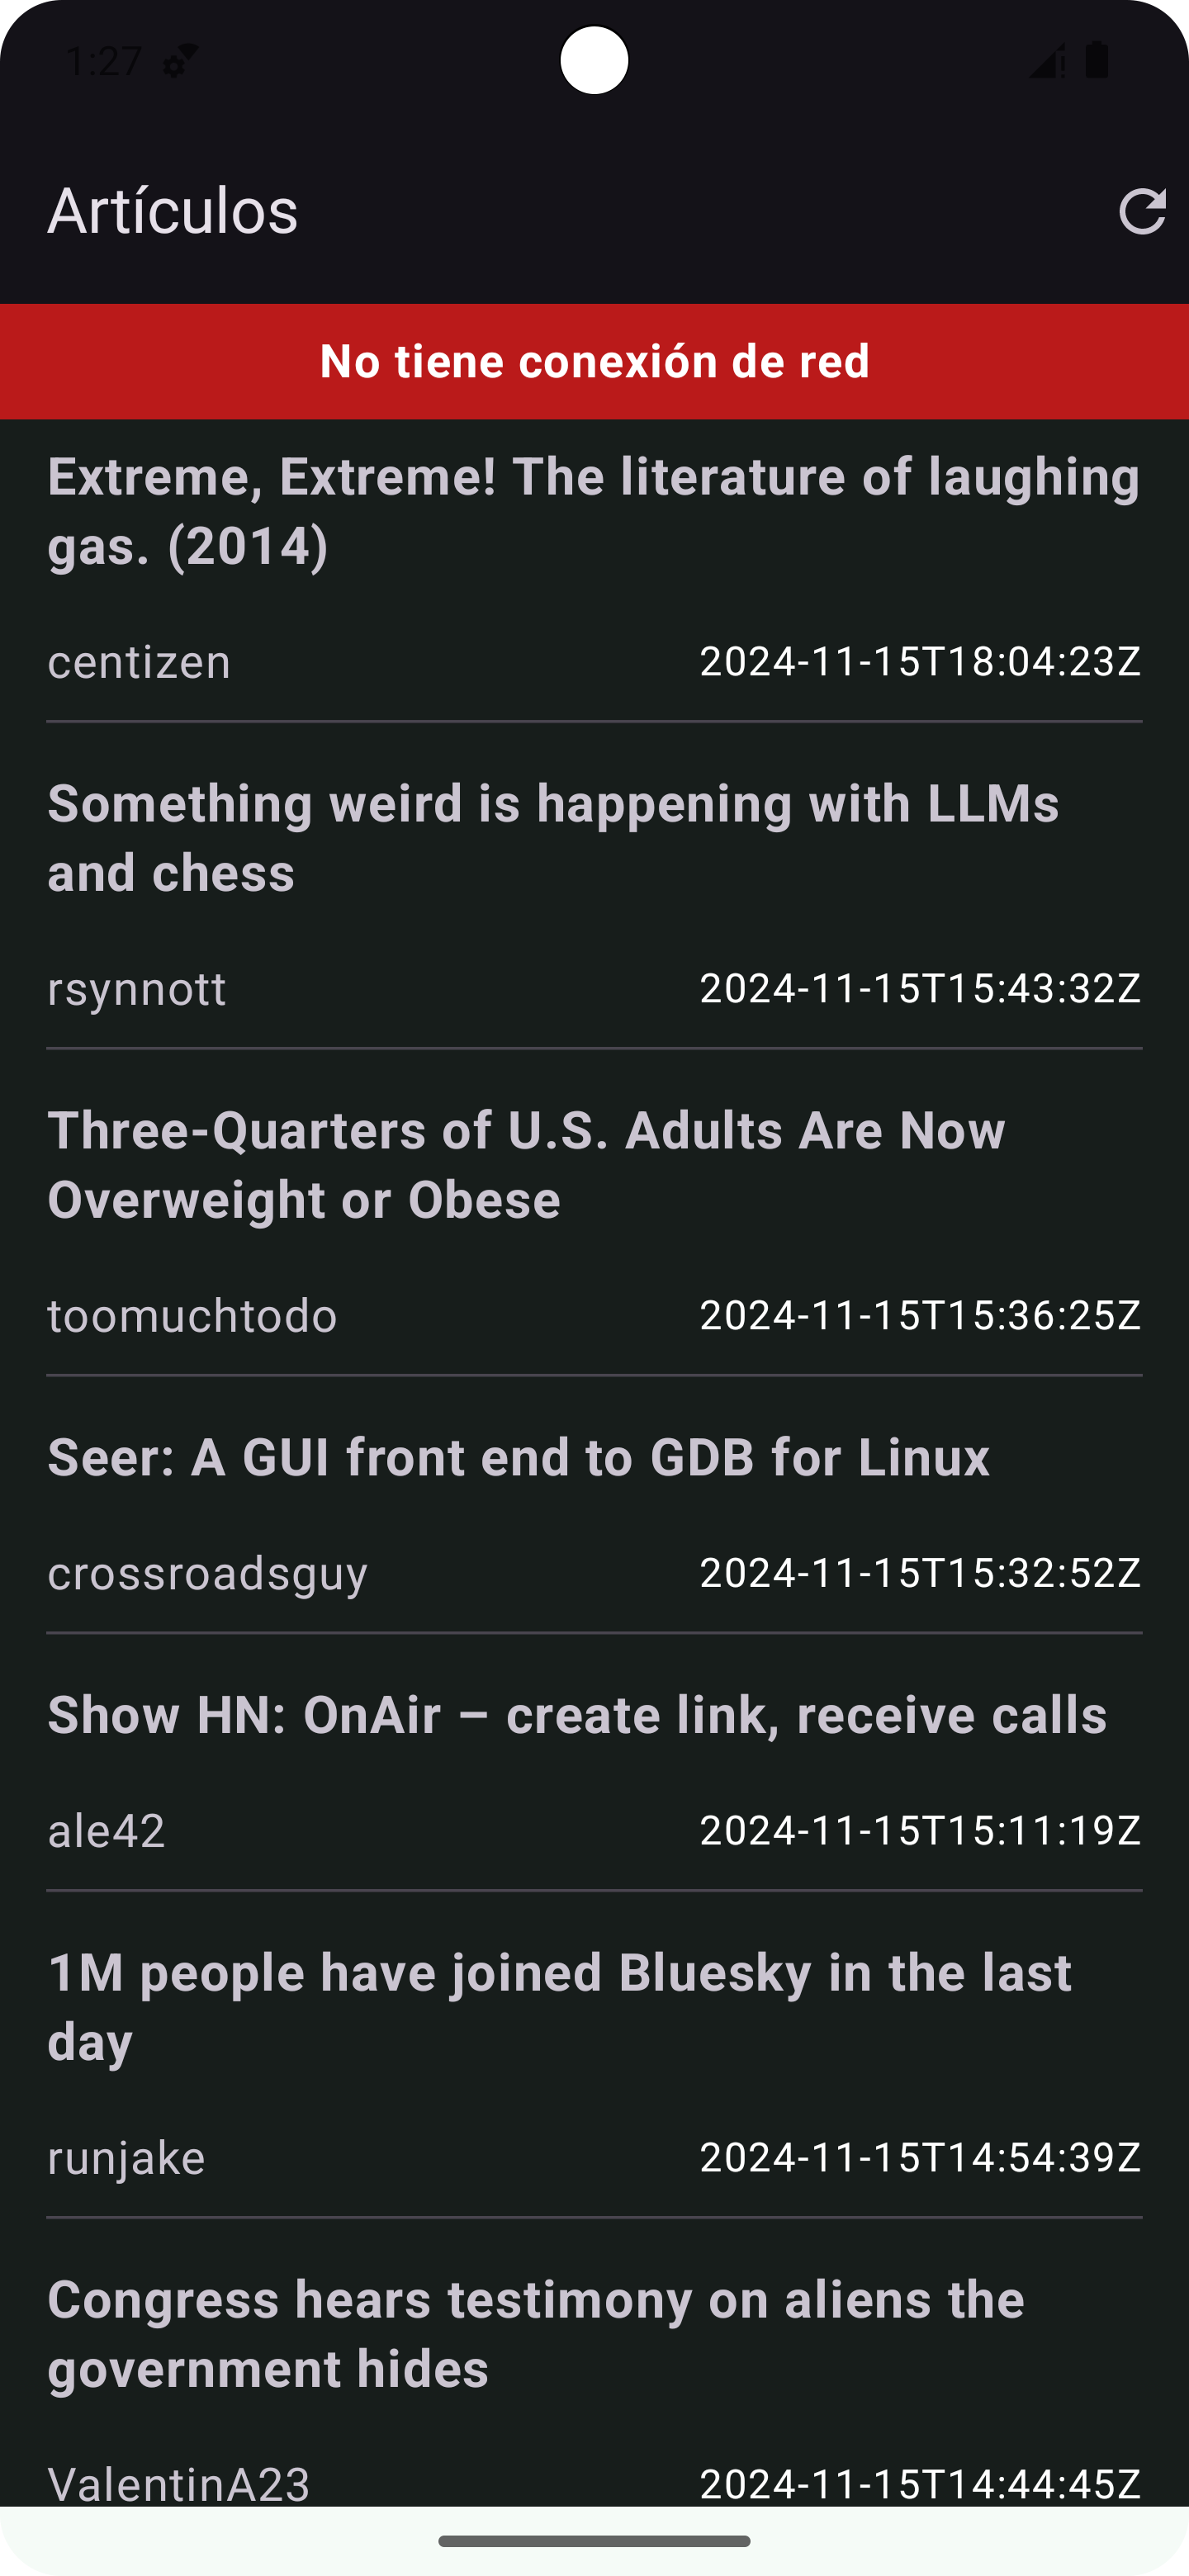 1:27
Artículos
No tiene conexión de red
Extreme, Extreme! The literature of laughing
gas. (2014)
centizen 2024-11-15T18:04:23Z
Something weird is happening with LLMs
and chess
rsynnott 2024-11-15T15:43:32Z
Three-Quarters of U.S. Adults Are Now
Overweight or Obese
toomuchtodo 2024-11-15T15:36:25Z
Seer: A GUI front end to GDB for Linux
crossroadsguy 2024-11-15T15:32:52Z
Show HN: OnAir – create link, receive calls
ale42 2024-11-15T15:11:19Z
1M people have joined Bluesky in the last
day
runjake 2024-11-15T14:54:39Z
Congress hears testimony on aliens the
government hides
ValentinA23 2024-11-15T14:44:45Z